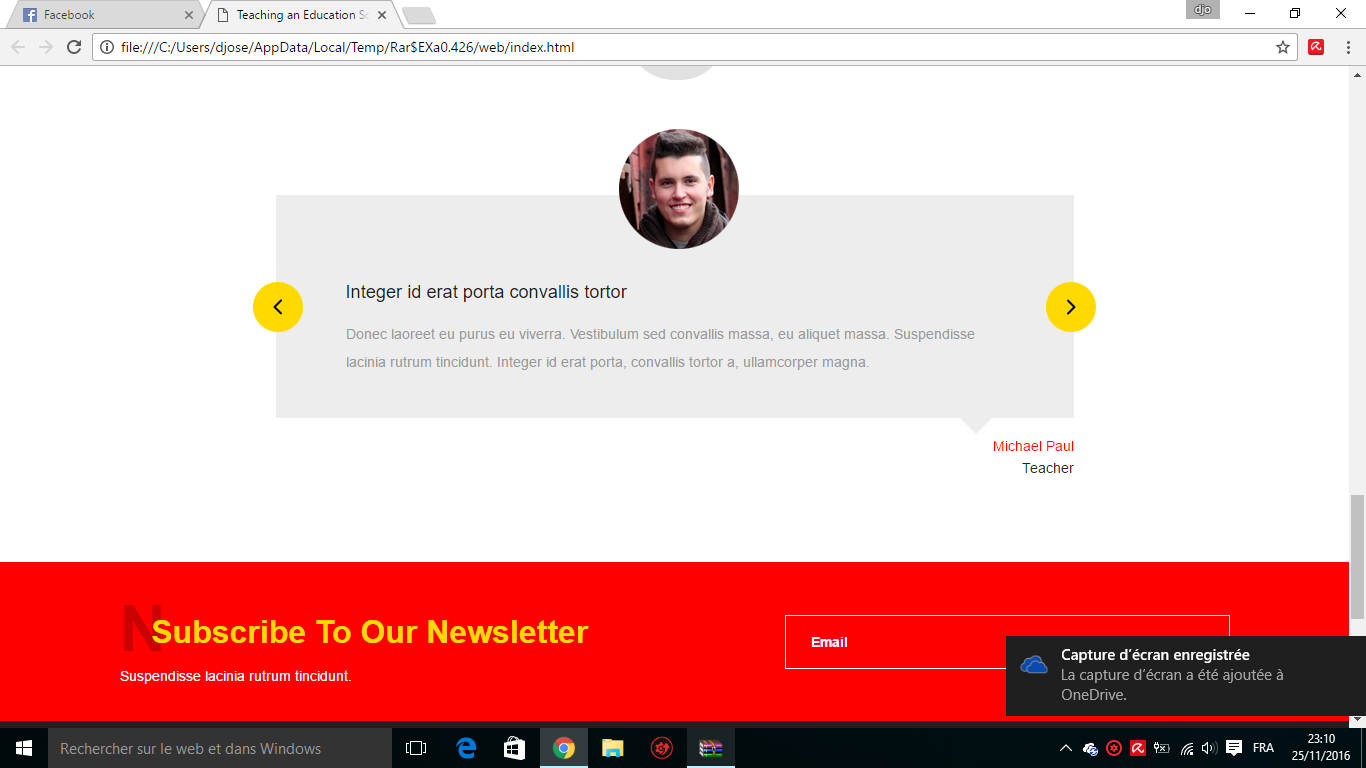 djo
Facebook
Teaching an Education Sc
file:///C:/Users/djose/AppData/Local/Temp/Rar$EXa0.426/web/index.html
Integer id erat porta convallis tortor
Donec laoreet eu purus eu viverra. Vestibulum sed convallis massa, eu aliquet massa. Suspendisse
lacinia rutrum tincidunt. Integer id erat porta, convallis tortor a, ullamcorper magna.
Michael Paul
Teacher
N
Subscribe To Our Newsletter
Suspendisse lacinia rutrum tincidunt.
Email
Capture d'écran enregistrée
La capture d'écran a été ajoutée à
OneDrive.
Rechercher sur le web et dans Windows
FRA
23:10
25/11/2016